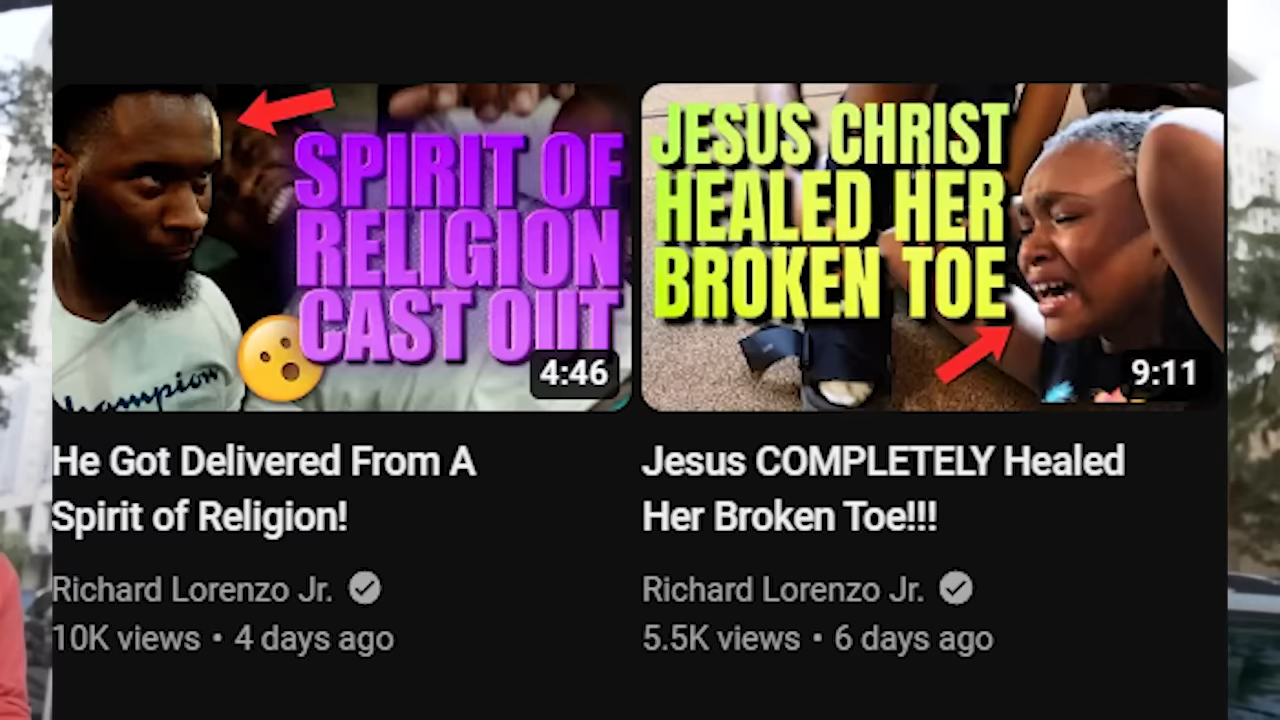 SPIRIT OF
RELIGION
CAST OUT
Champion
4:46
JESUS CHRIST
HEALED HER
BROKEN TOE
9:11
He Got Delivered From A
Spirit of Religion!
Richard Lorenzo Jr.
10K views • 4 days ago
Jesus COMPLETELY Healed
Her Broken Toe!!!
Richard Lorenzo Jr.
5.5K views • 6 days ago